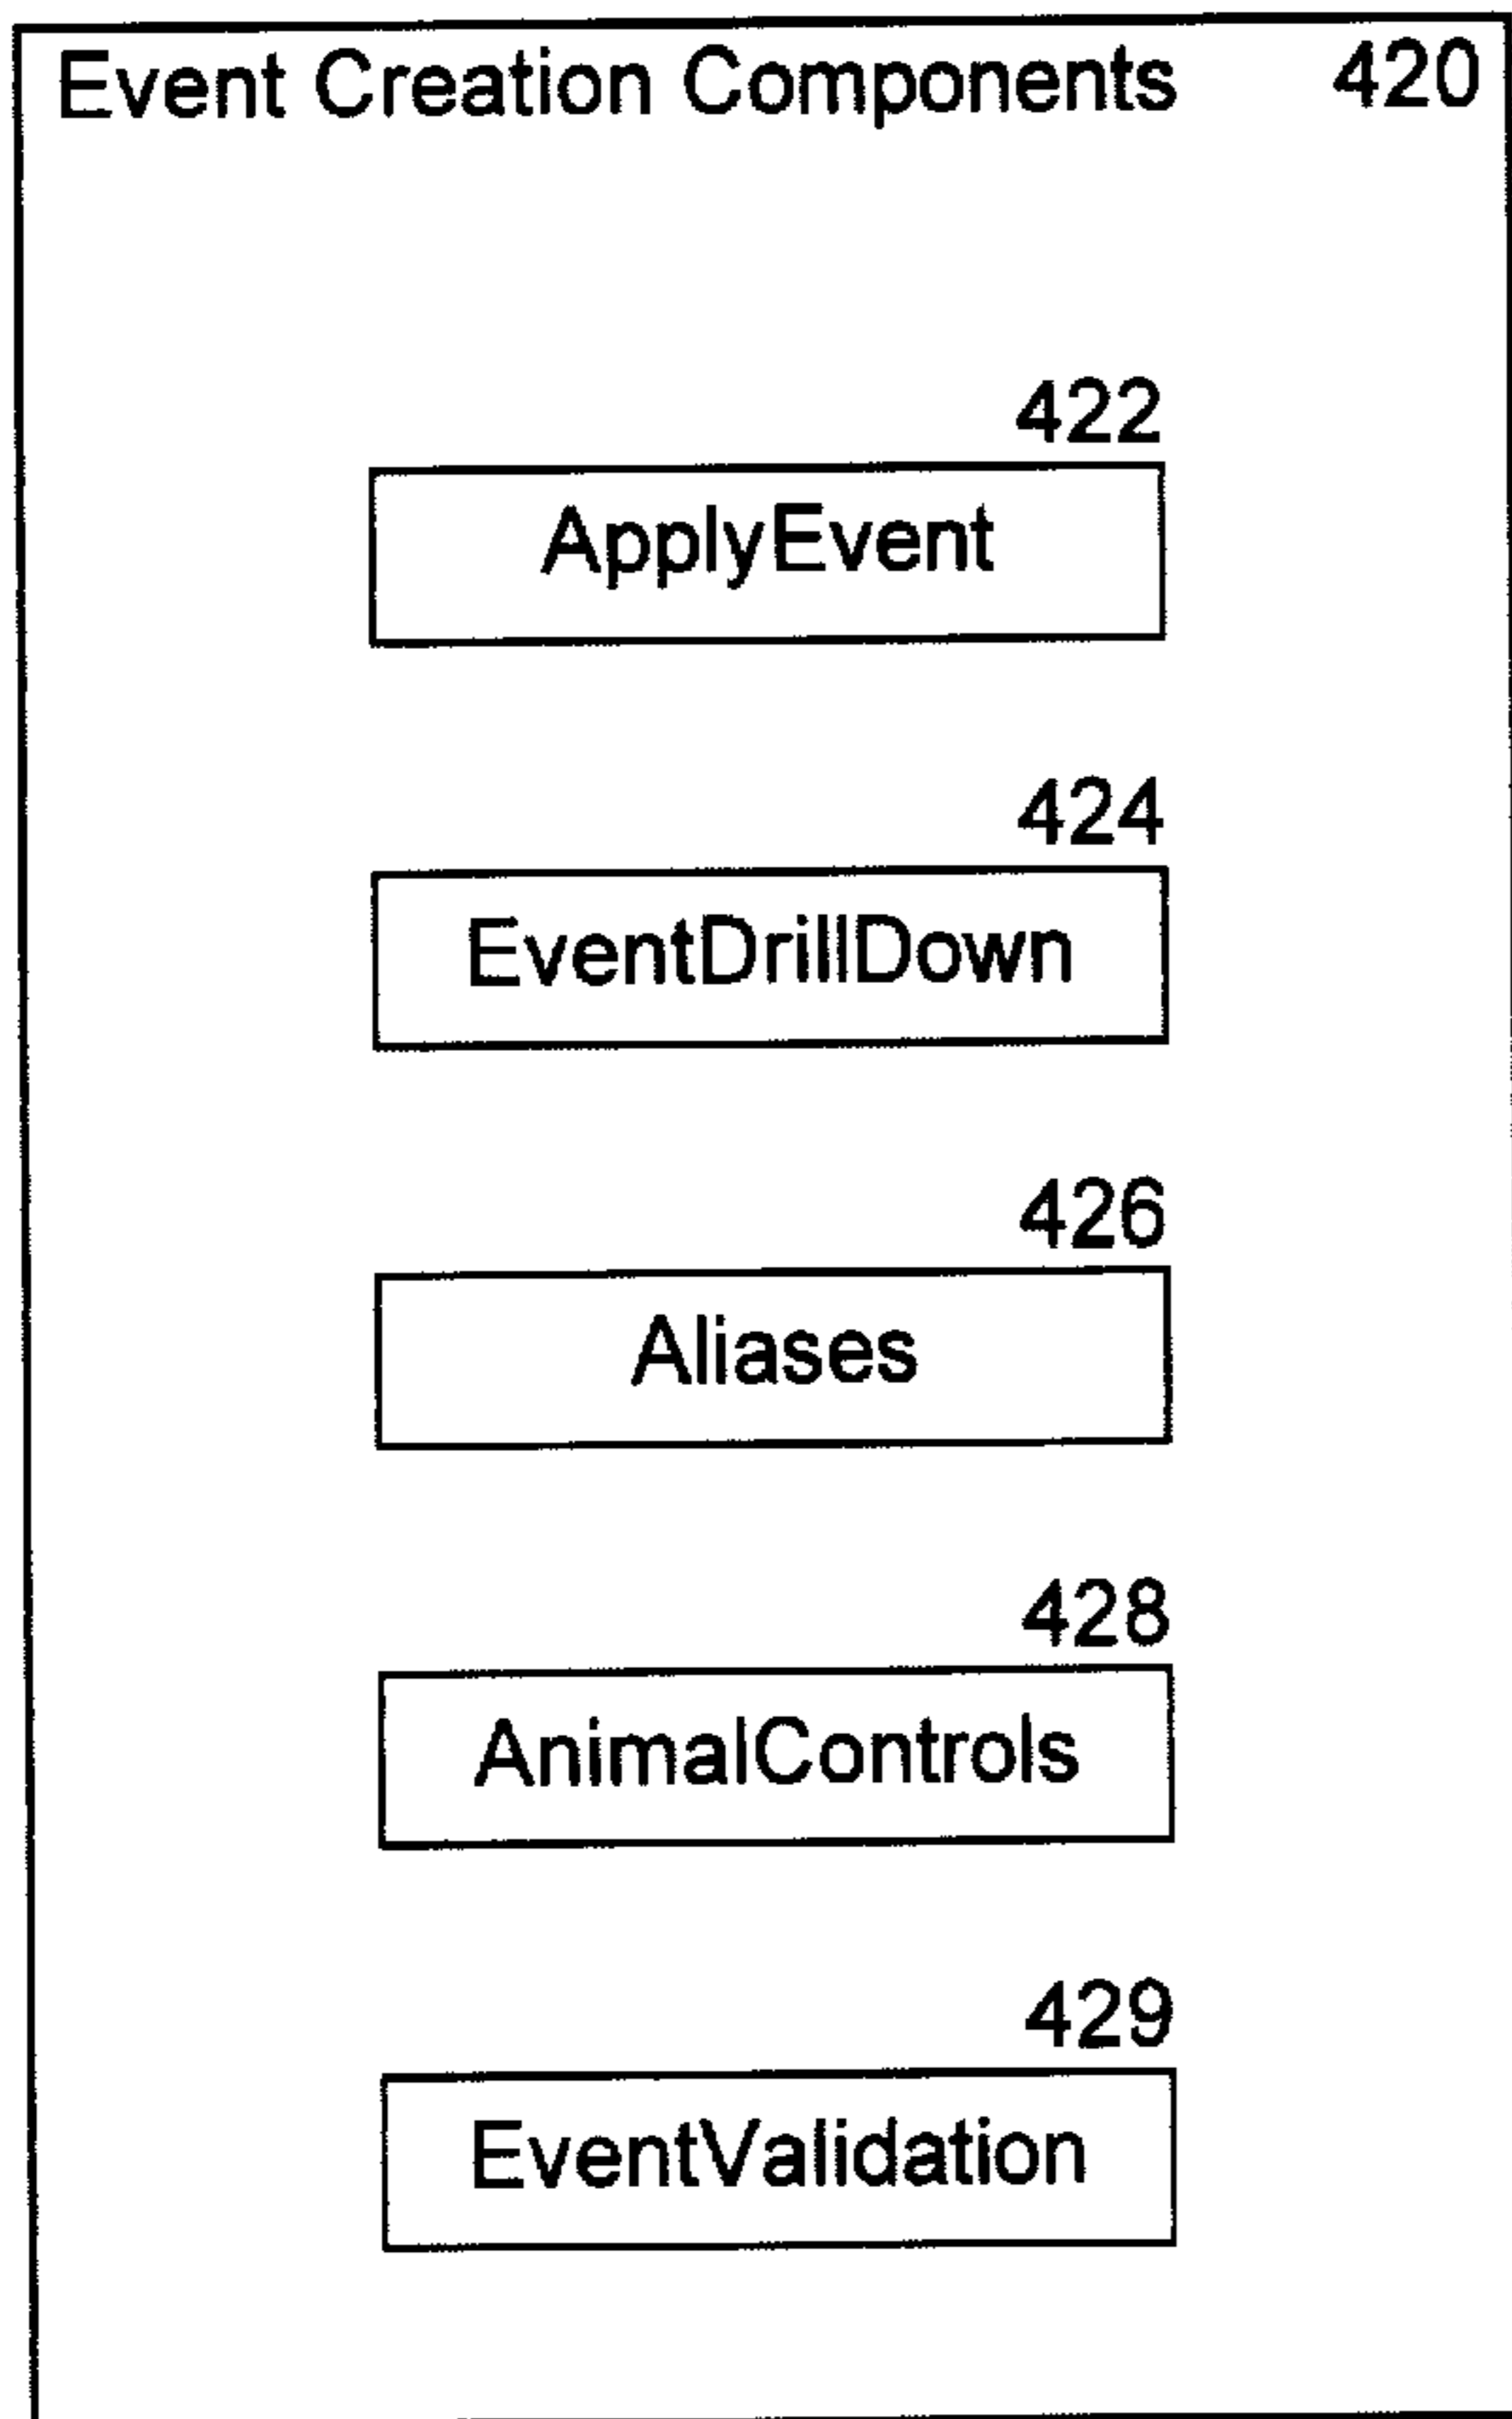 Event Creation Components 420
422
ApplyEvent
424
EventDrillDown
426
Aliases
428
AnimalControls
429
EventValidation